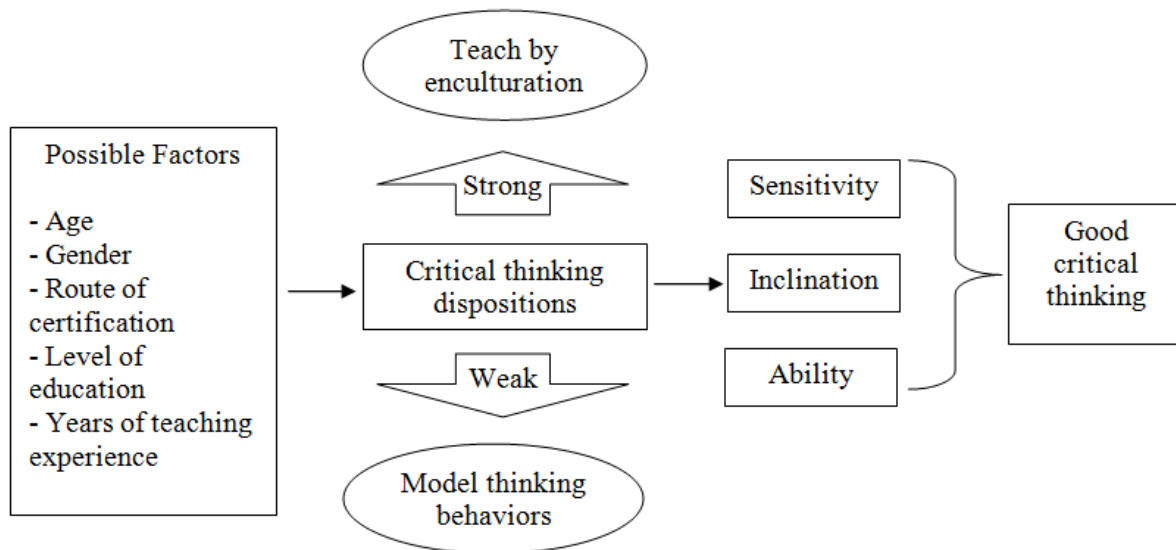 Teach by
enculturation
Possible Factors
- Age
- Gender
- Route of
certification
- Level of
education
- Years of teaching
experience
Strong
Critical thinking
dispositions
Weak
Model thinking
behaviors
Sensitivity
Inclination
Ability
Good
critical
thinking